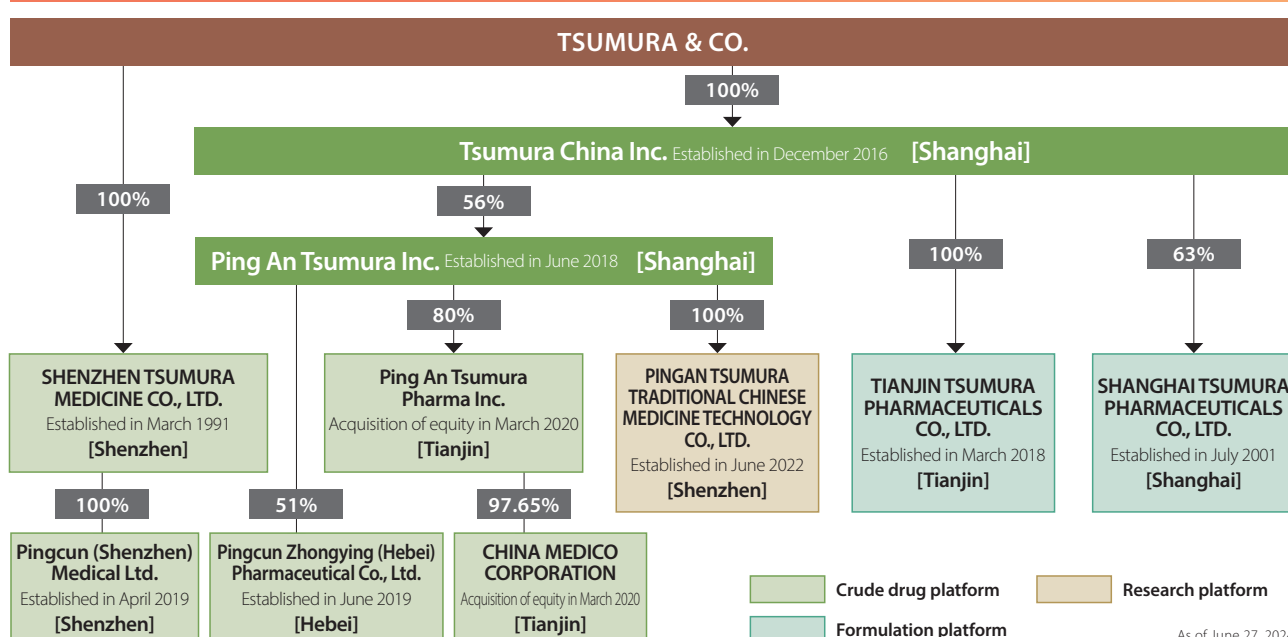 TSUMURA & CO.
100%
Tsumura China Inc. Established in December 2016 [Shanghai]
100%
56%
Ping An Tsumura Inc. Established in June 2018 [Shanghai]
100%
63%
80%
100%
SHENZHEN TSUMURA
MEDICINE CO., LTD.
Established in March 1991
[Shenzhen]
Ping An Tsumura
Pharma Inc.
Acquisition of equity in March 2020
[Tianjin]
PINGAN TSUMURA
TRADITIONAL CHINESE
MEDICINE TECHNOLOGY
CO., LTD.
Established in June 2022
[Shenzhen]
TIANJIN TSUMURA
PHARMACEUTICALS
CO., LTD.
Established in March 2018
[Tianjin]
SHANGHAI TSUMURA
PHARMACEUTICALS
CO., LTD.
Established in July 2001
[Shanghai]
100%
51%
97.65%
Pingcun (Shenzhen)
Medical Ltd.
Established in April 2019
[Shenzhen]
Pingcun Zhongying (Hebei)
Pharmaceutical Co., Ltd.
Established in June 2019
[Hebei]
CHINA MEDICO
CORPORATION
Acquisition of equity in March 2020
[Tianjin]
Crude drug platform
Research platform
Formulation platform
As of June 27,